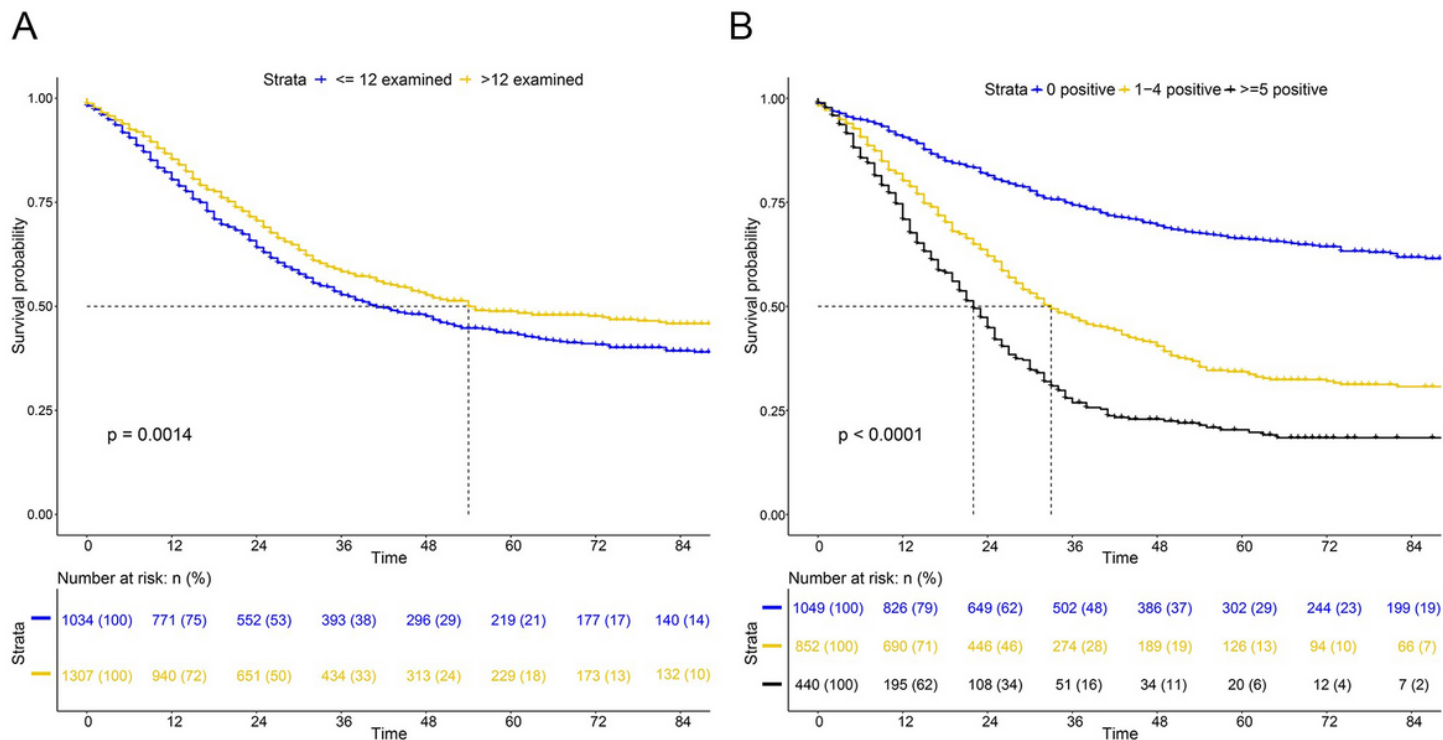 A
Strata <= 12 examined >12 examined
1.00
0.75
0.50
0.25
0.00
Survival probability
p = 0.0014
0 12 24 36 48 60 72 84
Time
Number at risk: n (%)
Strata
1034 (100) 771 (75) 552 (53) 393 (38) 296 (29) 219 (21) 177 (17) 140 (14)
1307 (100) 940 (72) 651 (50) 434 (33) 313 (24) 229 (18) 173 (13) 132 (10)
0 12 24 36 48 60 72 84
Time
B
Strata 0 positive 1−4 positive >=5 positive
1.00
0.75
0.50
0.25
0.00
Survival probability
p < 0.0001
0 12 24 36 48 60 72 84
Time
Number at risk: n (%)
Strata
1049 (100) 826 (79) 649 (62) 502 (48) 386 (37) 302 (29) 244 (23) 199 (19)
852 (100) 690 (71) 446 (46) 274 (28) 189 (19) 126 (13) 94 (10) 66 (7)
440 (100) 195 (62) 108 (34) 51 (16) 34 (11) 20 (6) 12 (4) 7 (2)
0 12 24 36 48 60 72 84
Time